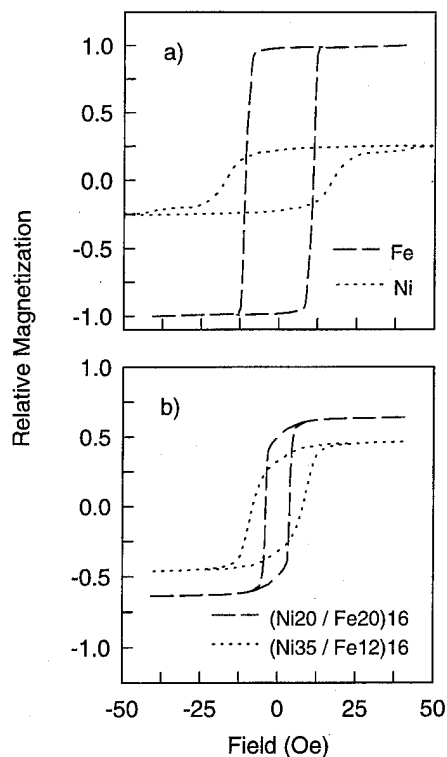 Relative Magnetization
1.0
0.5
0.0
-0.5
-1.0
a)
Fe
Ni
1.0
0.5
0.0
-0.5
-1.0
b)
(Ni20 / Fe20)16
(Ni35 / Fe12)16
-50
-25
0
25
50
Field (Oe)